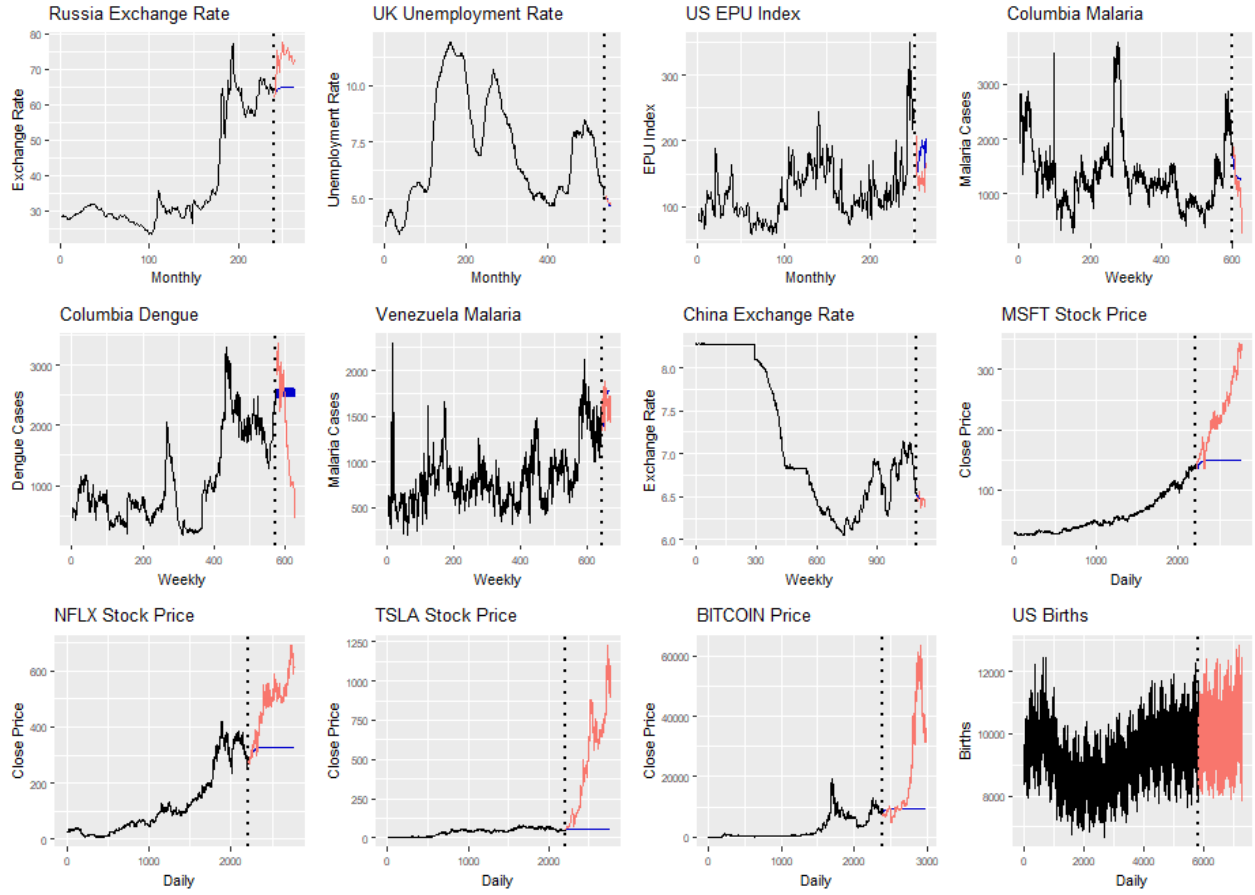 Russia Exchange Rate
UK Unemployment Rate
US EPU Index
Columbia Malaria
Exchange Rate
80
70
60
50
40
30
0
200
Monthly
Unemployment Rate
10.0
7.5
5.0
0
200
400
Monthly
EPU Index
300
200
100
0
100
200
Monthly
Malaria Cases
3000
2000
1000
0
200
400
600
Weekly
Columbia Dengue
Venezuela Malaria
China Exchange Rate
MSFT Stock Price
Dengue Cases
3000
2000
1000
0
200
400
600
Weekly
Malaria Cases
2000
1500
1000
500
0
200
400
600
Weekly
Exchange Rate
8.0
7.5
7.0
6.5
6.0
0
300
600
900
Weekly
Close Price
300
200
100
0
1000
2000
Daily
NFLX Stock Price
TSLA Stock Price
BITCOIN Price
US Births
Close Price
600
400
200
0
0
1000
2000
Daily
Close Price
1250
1000
750
500
250
0
0
1000
2000
Daily
Close Price
60000
40000
20000
0
0
1000
2000
3000
Daily
Births
12000
10000
8000
0
2000
4000
6000
Daily